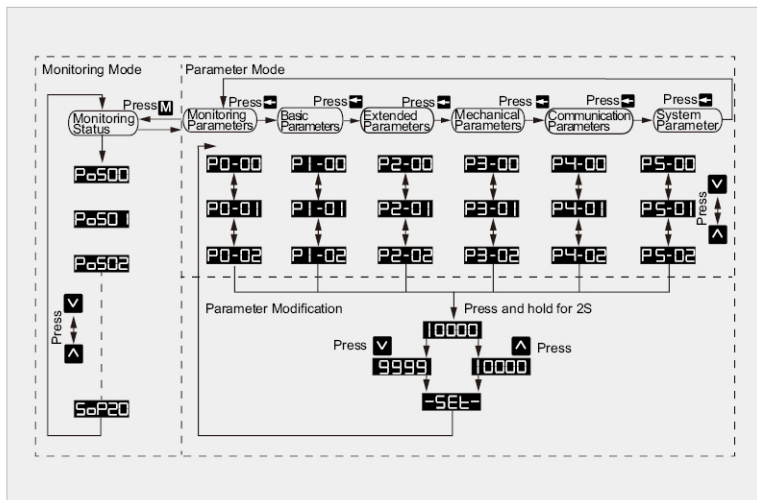 Monitoring Mode
Parameter Mode
Press M
Press
Press
Press
Press
Press
Press
Monitoring
Status
Monitoring
Parameters
Basic
Parameters
Extended
Parameters
Mechanical
Parameters
Communication
Parameters
System
Parameter
PoS00
P0-00
P1-00
P2-00
P3-00
P4-00
P5-00
PoS01
P0-01
P1-01
P2-01
P3-01
P4-01
P5-01
Press
PoS02
P0-02
P1-02
P2-02
P3-02
P4-02
P5-02
Parameter Modification
Press and hold for 2S
Press
10000
Press
Press
9999
10000
SoP20
-SEt-